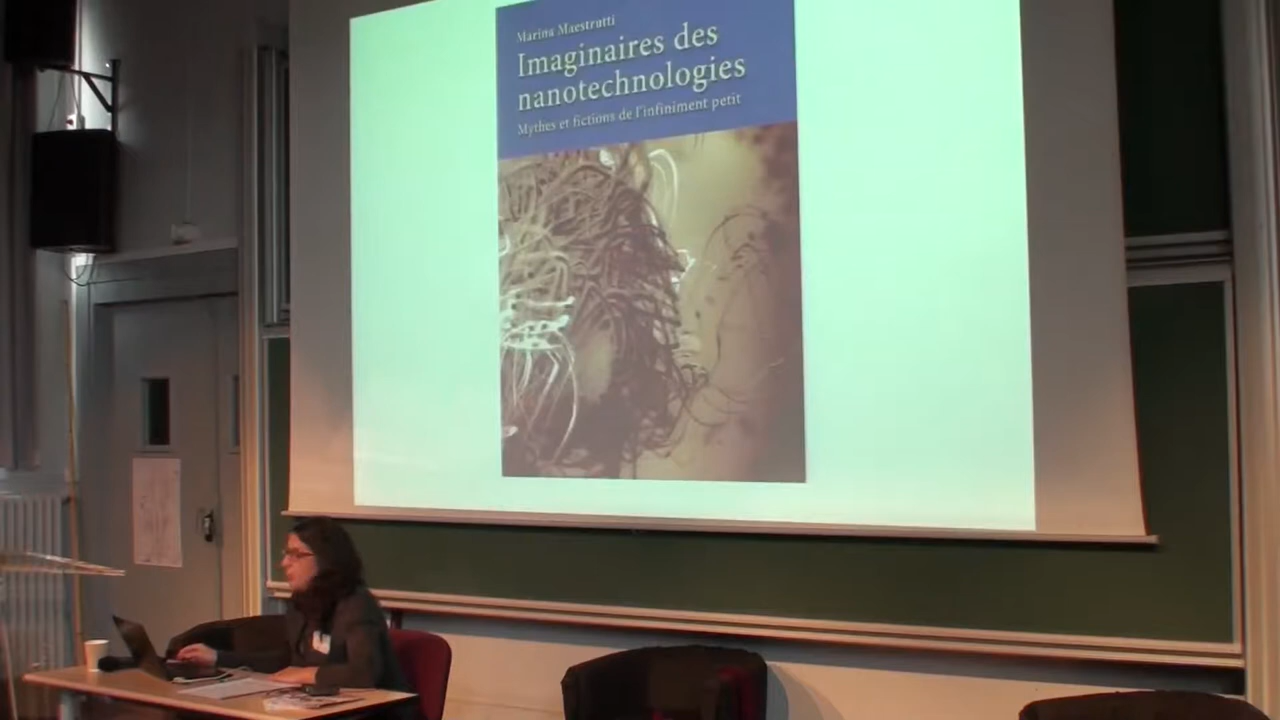 Marina Maestrutti
Imaginaires des
nanotechnologies
Mythes et fictions de l'infiniment petit